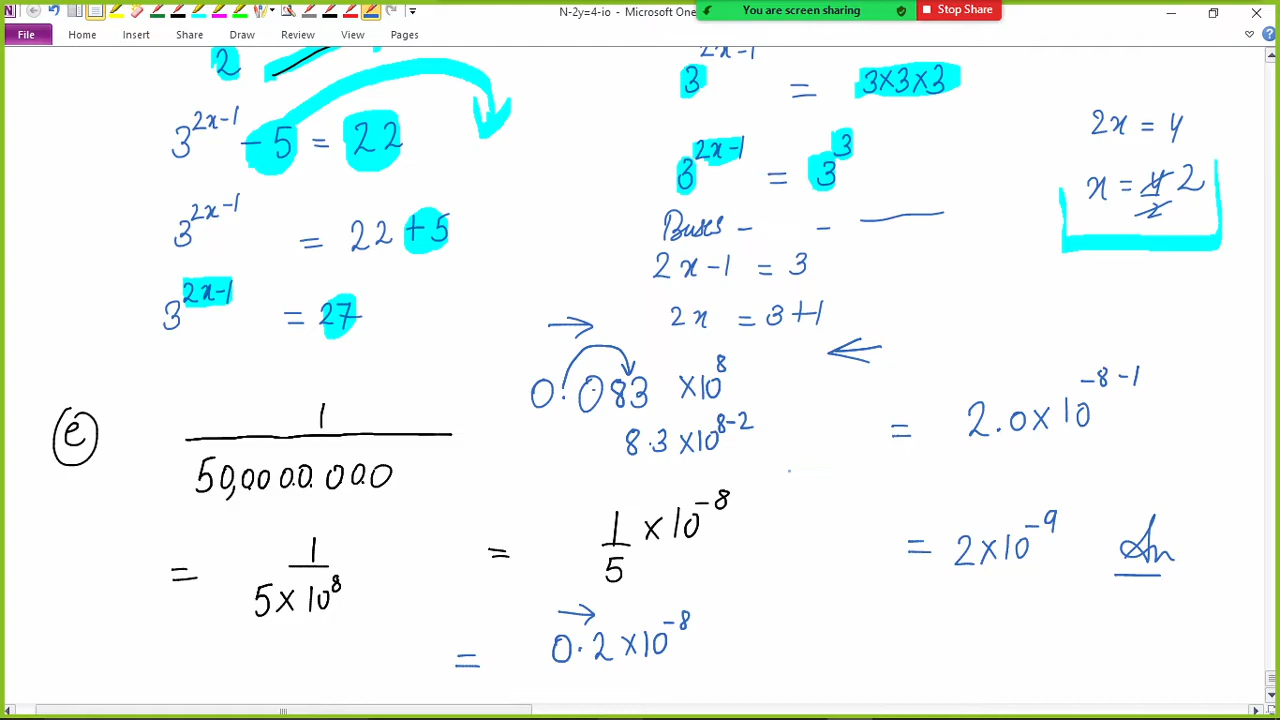 N-2y=4-io - Microsoft One
You are screen sharing
Stop Share
File Home Insert Share Draw Review View Pages
2
3^{2x-1} - 5 = 22
3^{2x-1} = 22 + 5
3^{2x-1} = 27
3^{2x-1} = 3×3×3
3^{2x-1} = 3^3
Buses - -
2x-1 = 3
2x = 3+1
2x = 4
x = 4/2 2
0.083 ×10^8
8.3 ×10^{8-2}
e
1
50,0000.000
= 1/(5×10^8)
= 1/5 × 10^{-8}
= 0.2 ×10^{-8}
= 2.0×10^{-8-1}
= 2×10^{-9} An